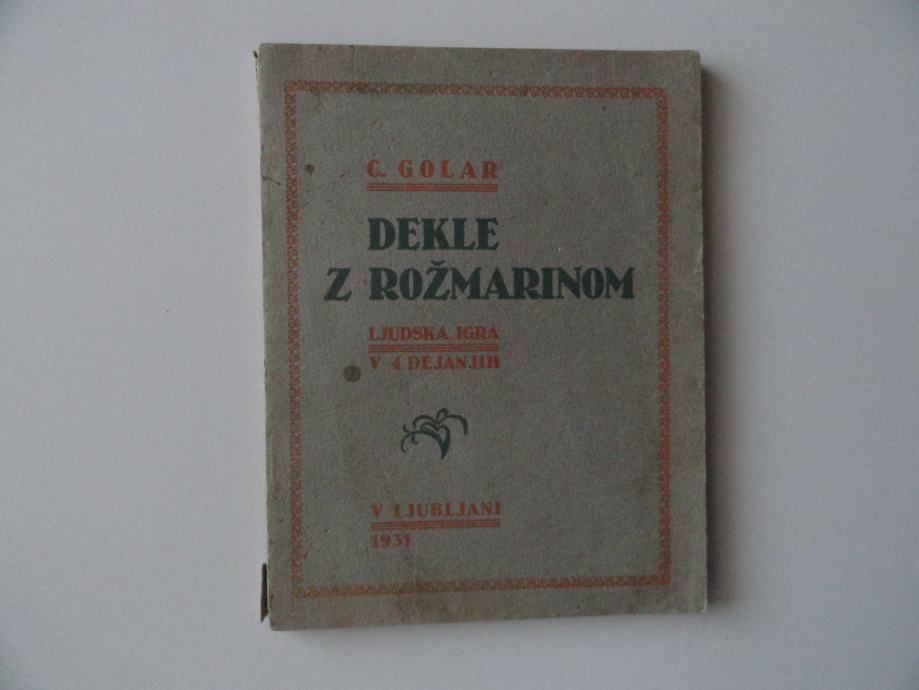 C. GOLAR
DEKLE
Z ROŽMARINOM
LJUDSKA IGRA
V 4 DEJANJIH
V LJUBLJANI
1931